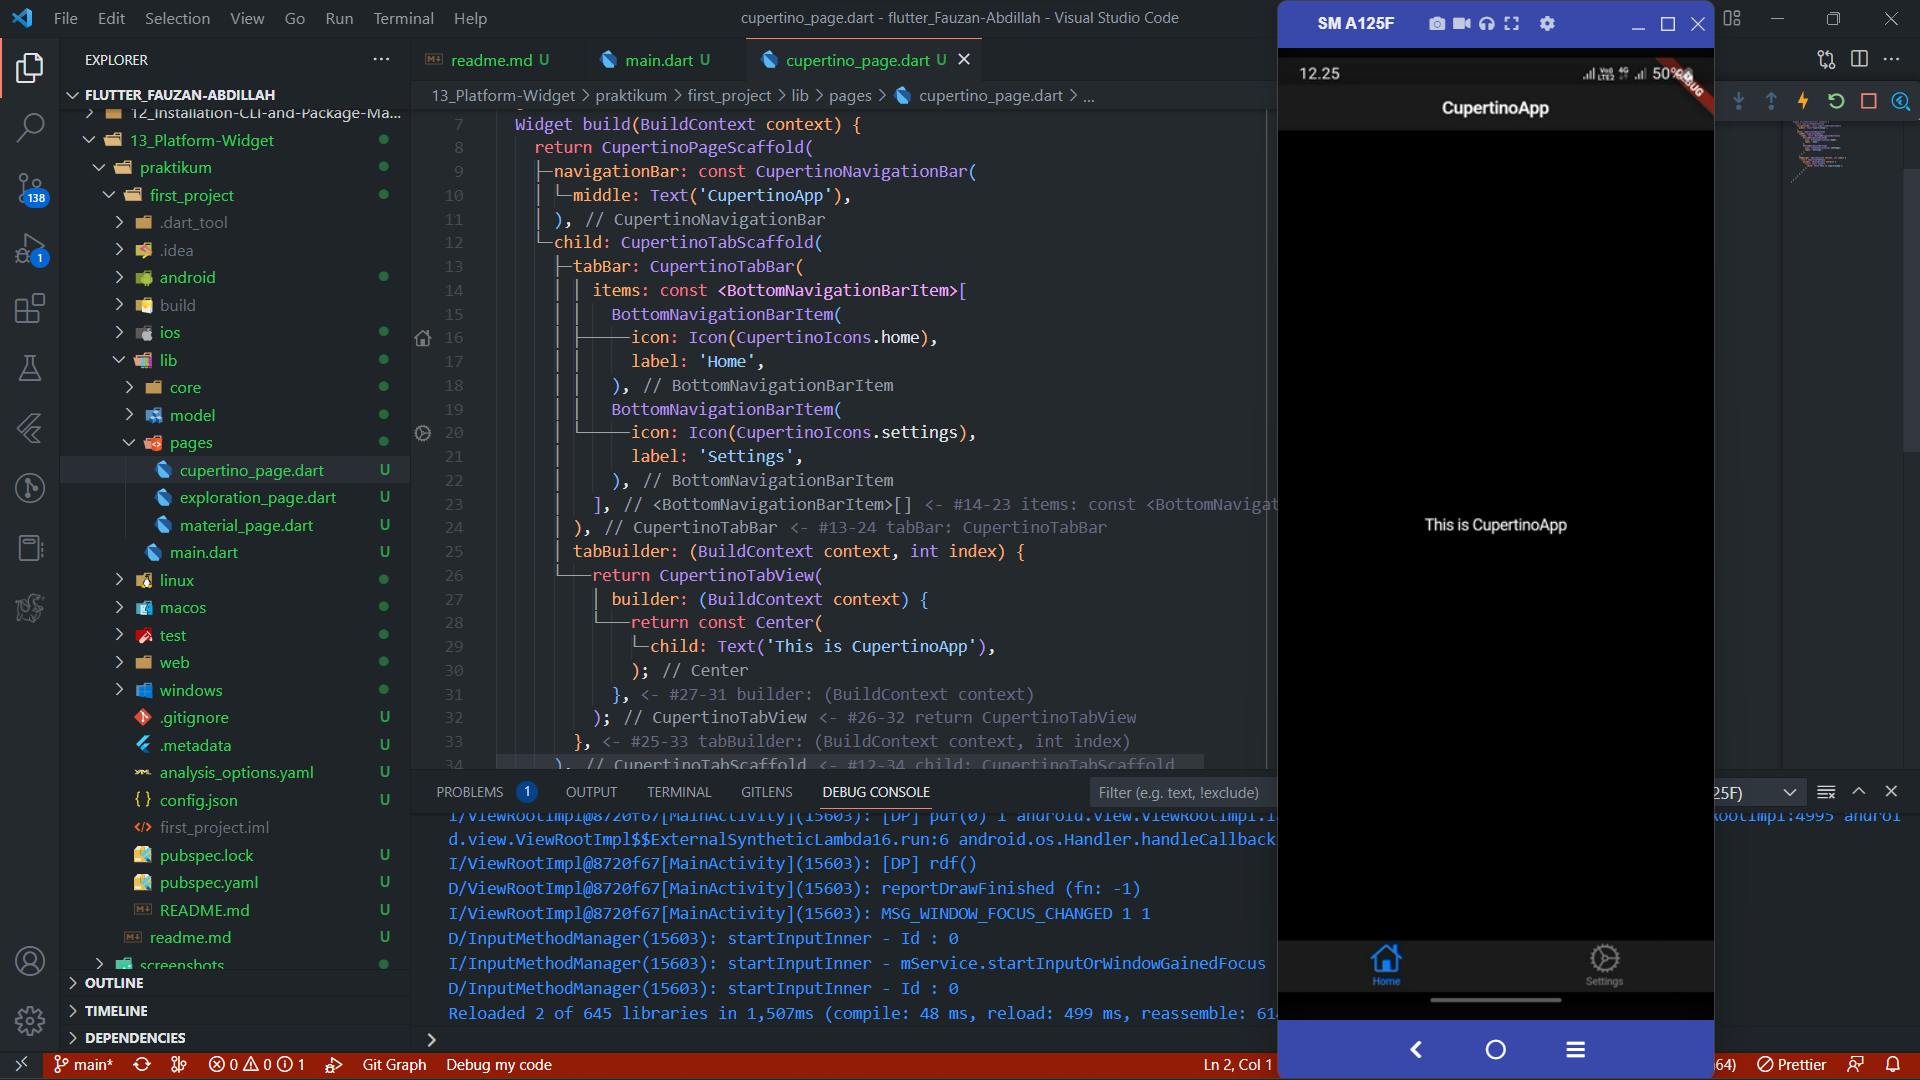 File Edit Selection View Go Run Terminal Help
cupertino_page.dart - flutter_Fauzan-Abdillah - Visual Studio Code
EXPLORER
FLUTTER_FAUZAN-ABDILLAH
12_Installation-CLI-and-Package-Ma...
13_Platform-Widget
praktikum
first_project
.dart_tool
.idea
android
build
ios
lib
core
model
pages
cupertino_page.dart U
exploration_page.dart U
material_page.dart U
main.dart U
linux
macos
test
web
windows
.gitignore U
.metadata U
analysis_options.yaml U
config.json U
first_project.iml
pubspec.lock U
pubspec.yaml U
README.md U
readme.md U
screenshots
OUTLINE
TIMELINE
DEPENDENCIES
138
1
readme.md U
main.dart U
cupertino_page.dart U
13_Platform-Widget > praktikum > first_project > lib > pages > cupertino_page.dart > ...
7 Widget build(BuildContext context) {
8 return CupertinoPageScaffold(
9 navigationBar: const CupertinoNavigationBar(
10 middle: Text('CupertinoApp'),
11 ), // CupertinoNavigationBar
12 child: CupertinoTabScaffold(
13 tabBar: CupertinoTabBar(
14 items: const <BottomNavigationBarItem>[
15 BottomNavigationBarItem(
16 icon: Icon(CupertinoIcons.home),
17 label: 'Home',
18 ), // BottomNavigationBarItem
19 BottomNavigationBarItem(
20 icon: Icon(CupertinoIcons.settings),
21 label: 'Settings',
22 ), // BottomNavigationBarItem
23 ], // <BottomNavigationBarItem>[] <- #14-23 items: const <BottomNavigat
24 ), // CupertinoTabBar <- #13-24 tabBar: CupertinoTabBar
25 tabBuilder: (BuildContext context, int index) {
26 return CupertinoTabView(
27 builder: (BuildContext context) {
28 return const Center(
29 child: Text('This is CupertinoApp'),
30 ); // Center
31 }, <- #27-31 builder: (BuildContext context)
32 ); // CupertinoTabView <- #26-32 return CupertinoTabView
33 }, <- #25-33 tabBuilder: (BuildContext context, int index)
34 ), // CupertinoTabScaffold <- #12-34 child: CupertinoTabScaffold
PROBLEMS 1 OUTPUT TERMINAL GITLENS DEBUG CONSOLE
Filter (e.g. text, !exclude)
25F)
I/ViewRootImpl@8720f67[MainActivity](15603): [DP] pdf(0) 1 android.view.ViewRootImpl.
d.view.ViewRootImpl$$ExternalSyntheticLambda16.run:6 android.os.Handler.handleCallback
I/ViewRootImpl@8720f67[MainActivity](15603): [DP] rdf()
D/ViewRootImpl@8720f67[MainActivity](15603): reportDrawFinished (fn: -1)
I/ViewRootImpl@8720f67[MainActivity](15603): MSG_WINDOW_FOCUS_CHANGED 1 1
D/InputMethodManager(15603): startInputInner - Id : 0
I/InputMethodManager(15603): startInputInner - mService.startInputOrWindowGainedFocus
D/InputMethodManager(15603): startInputInner - Id : 0
Reloaded 2 of 645 libraries in 1,507ms (compile: 48 ms, reload: 499 ms, reassemble: 61
main* 0 0 1 Git Graph Debug my code
Ln 2, Col 1
64) Prettier
SM A125F
12.25
4G 50%
CupertinoApp
This is CupertinoApp
Home
Settings